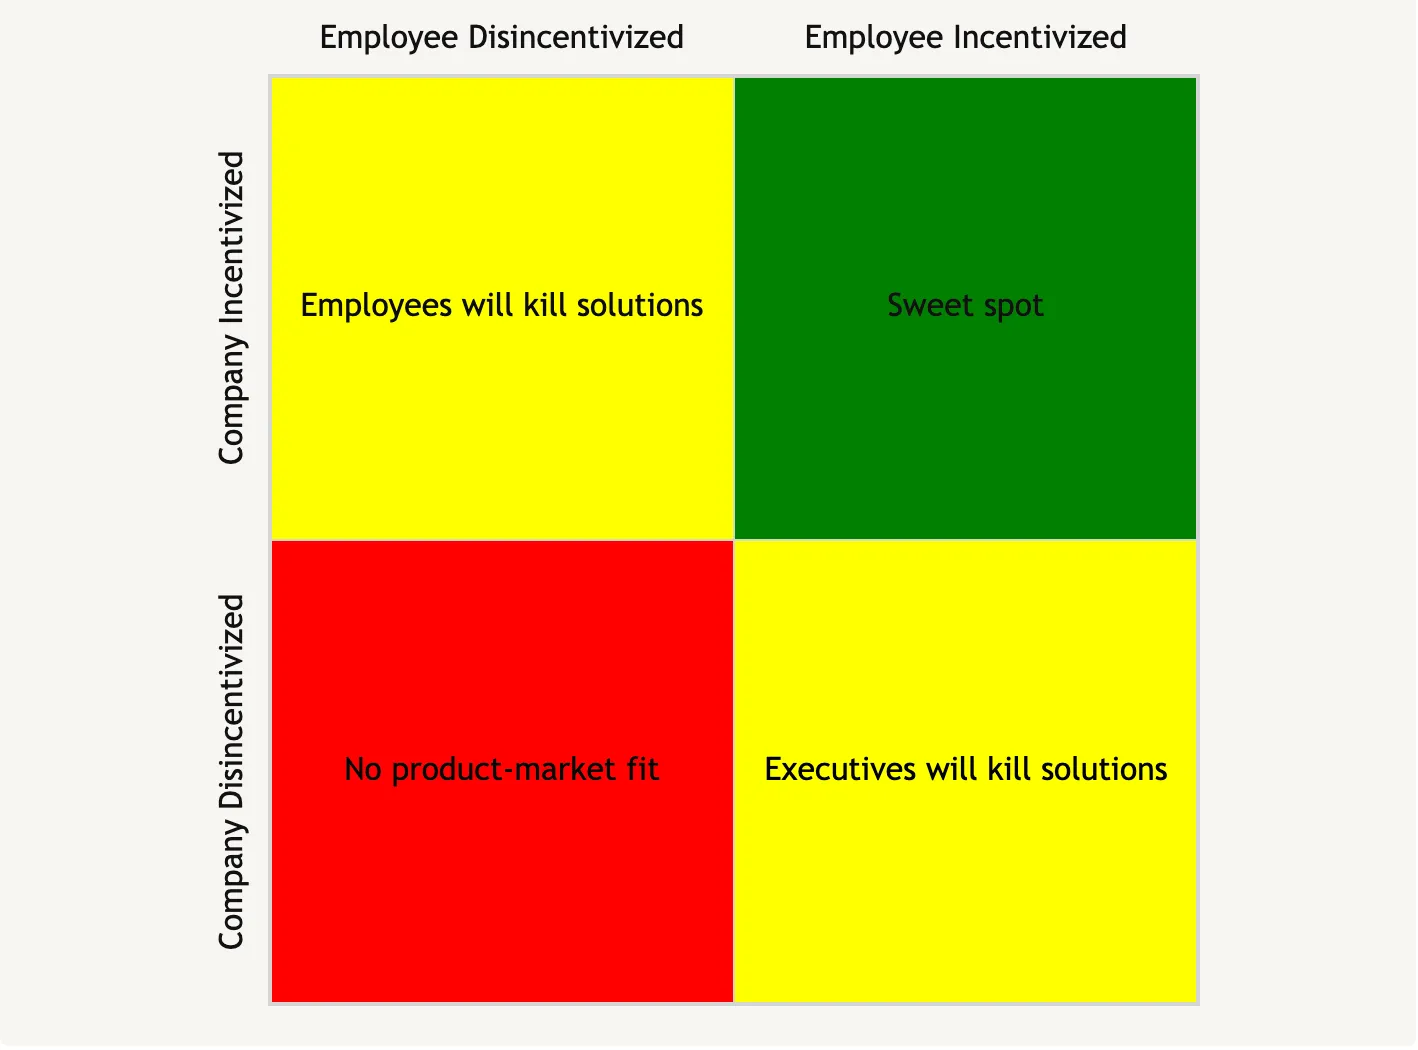 Employee Disincentivized
Employee Incentivized
Company Incentivized
Employees will kill solutions
Sweet spot
Company Disincentivized
No product-market fit
Executives will kill solutions